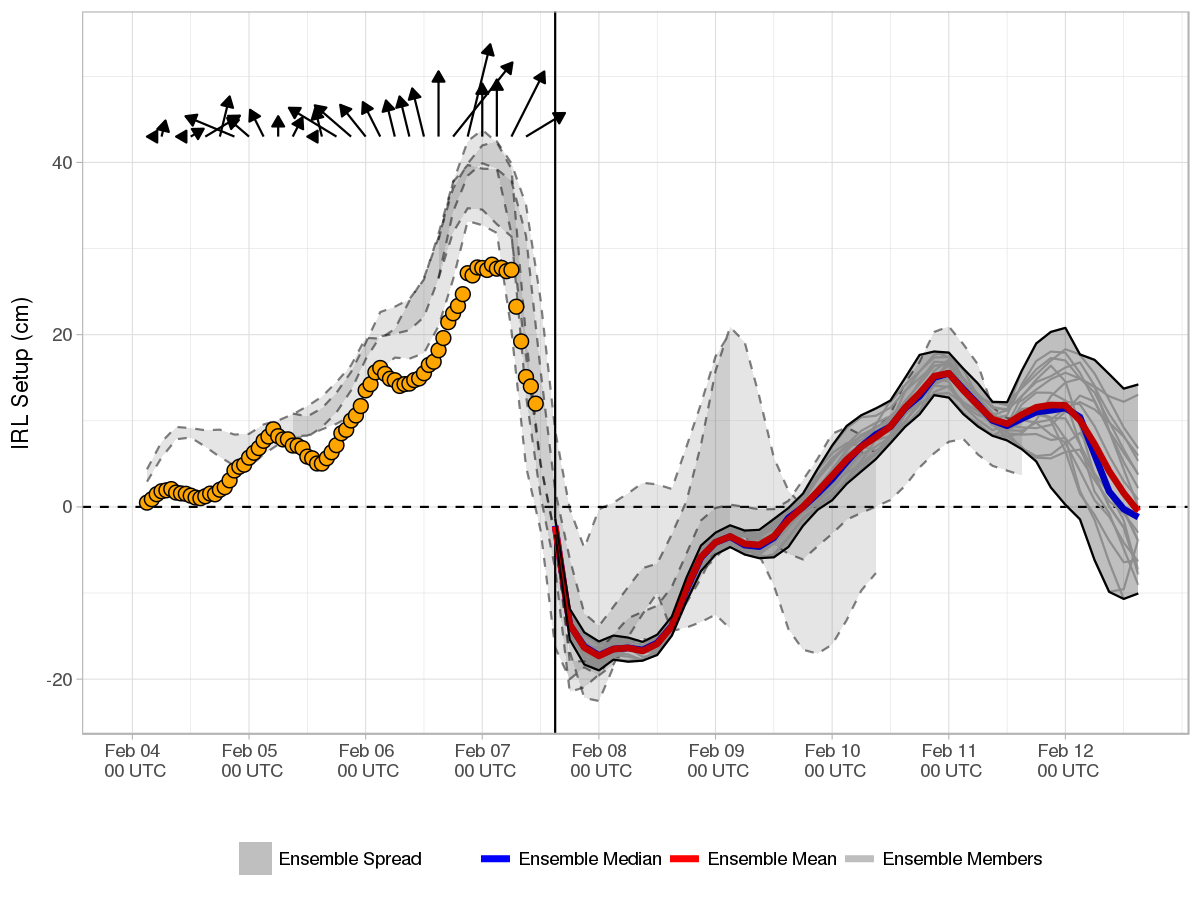 IRL Setup (cm)
40
20
0
-20
Feb 04 Feb 05 Feb 06 Feb 07 Feb 08 Feb 09 Feb 10 Feb 11 Feb 12
00 UTC 00 UTC 00 UTC 00 UTC 00 UTC 00 UTC 00 UTC 00 UTC 00 UTC
Ensemble Spread Ensemble Median Ensemble Mean Ensemble Members